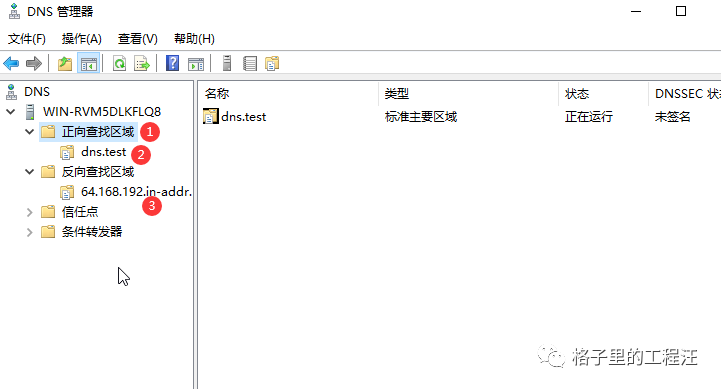 DNS 管理器
文件(F) 操作(A) 查看(V) 帮助(H)
DNS
WIN-RVM5DLKFLQ8
正向查找区域 1
dns.test 2
反向查找区域
64.168.192.in-addr.
3
信任点
条件转发器
名称 类型 状态 DNSSEC 状态
dns.test 标准主要区域 正在运行 未签名
格子里的工程汪